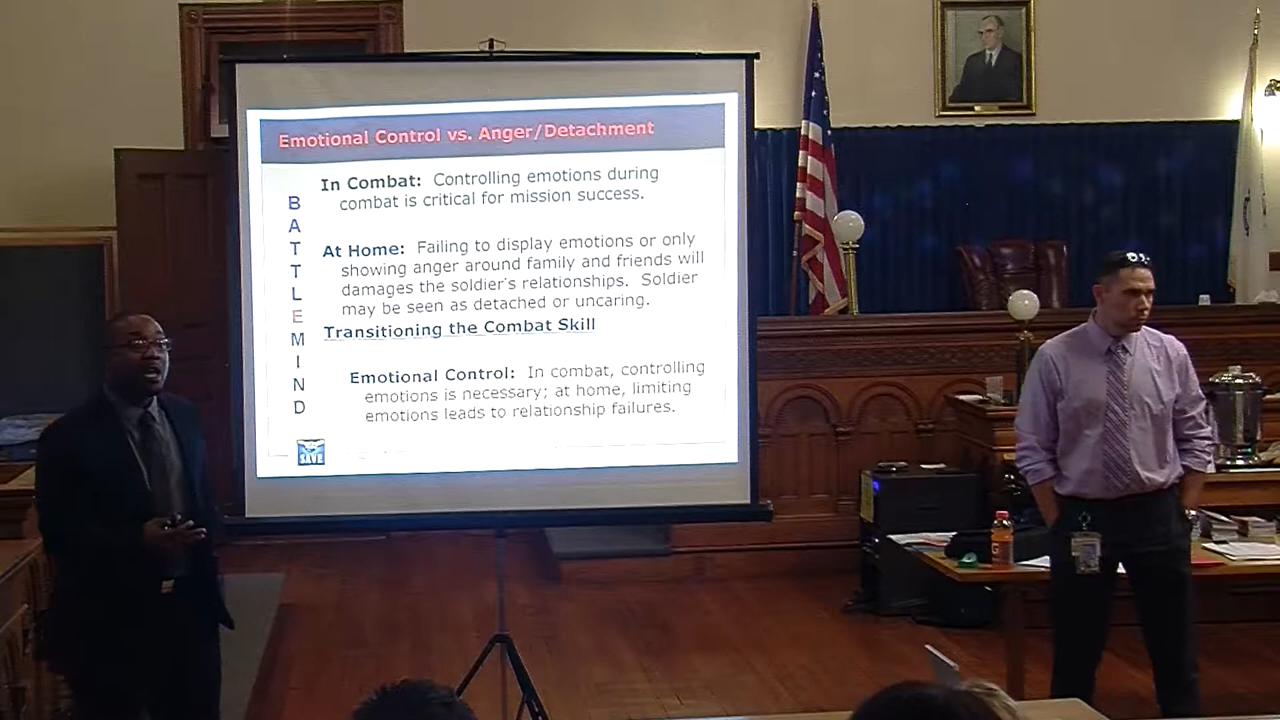 Emotional Control vs. Anger/Detachment
BATTLEMIND
In Combat: Controlling emotions during
combat is critical for mission success.
At Home: Failing to display emotions or only
showing anger around family and friends will
damages the soldier's relationships. Soldier
may be seen as detached or uncaring.
Transitioning the Combat Skill
Emotional Control: In combat, controlling
emotions is necessary; at home, limiting
emotions leads to relationship failures.
SAVE